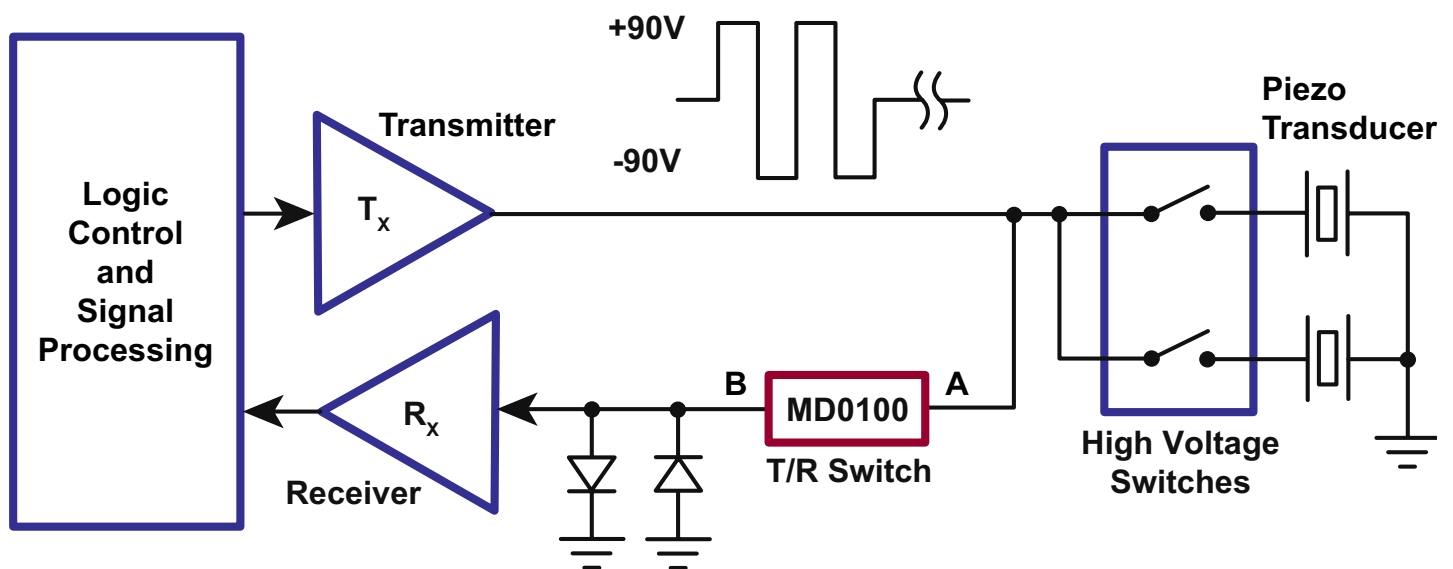 +90V
-90V
Piezo
Transducer
Transmitter
Logic
Control
and
Signal
Processing
Tx
B
MD0100
A
T/R Switch
Rx
Receiver
High Voltage
Switches